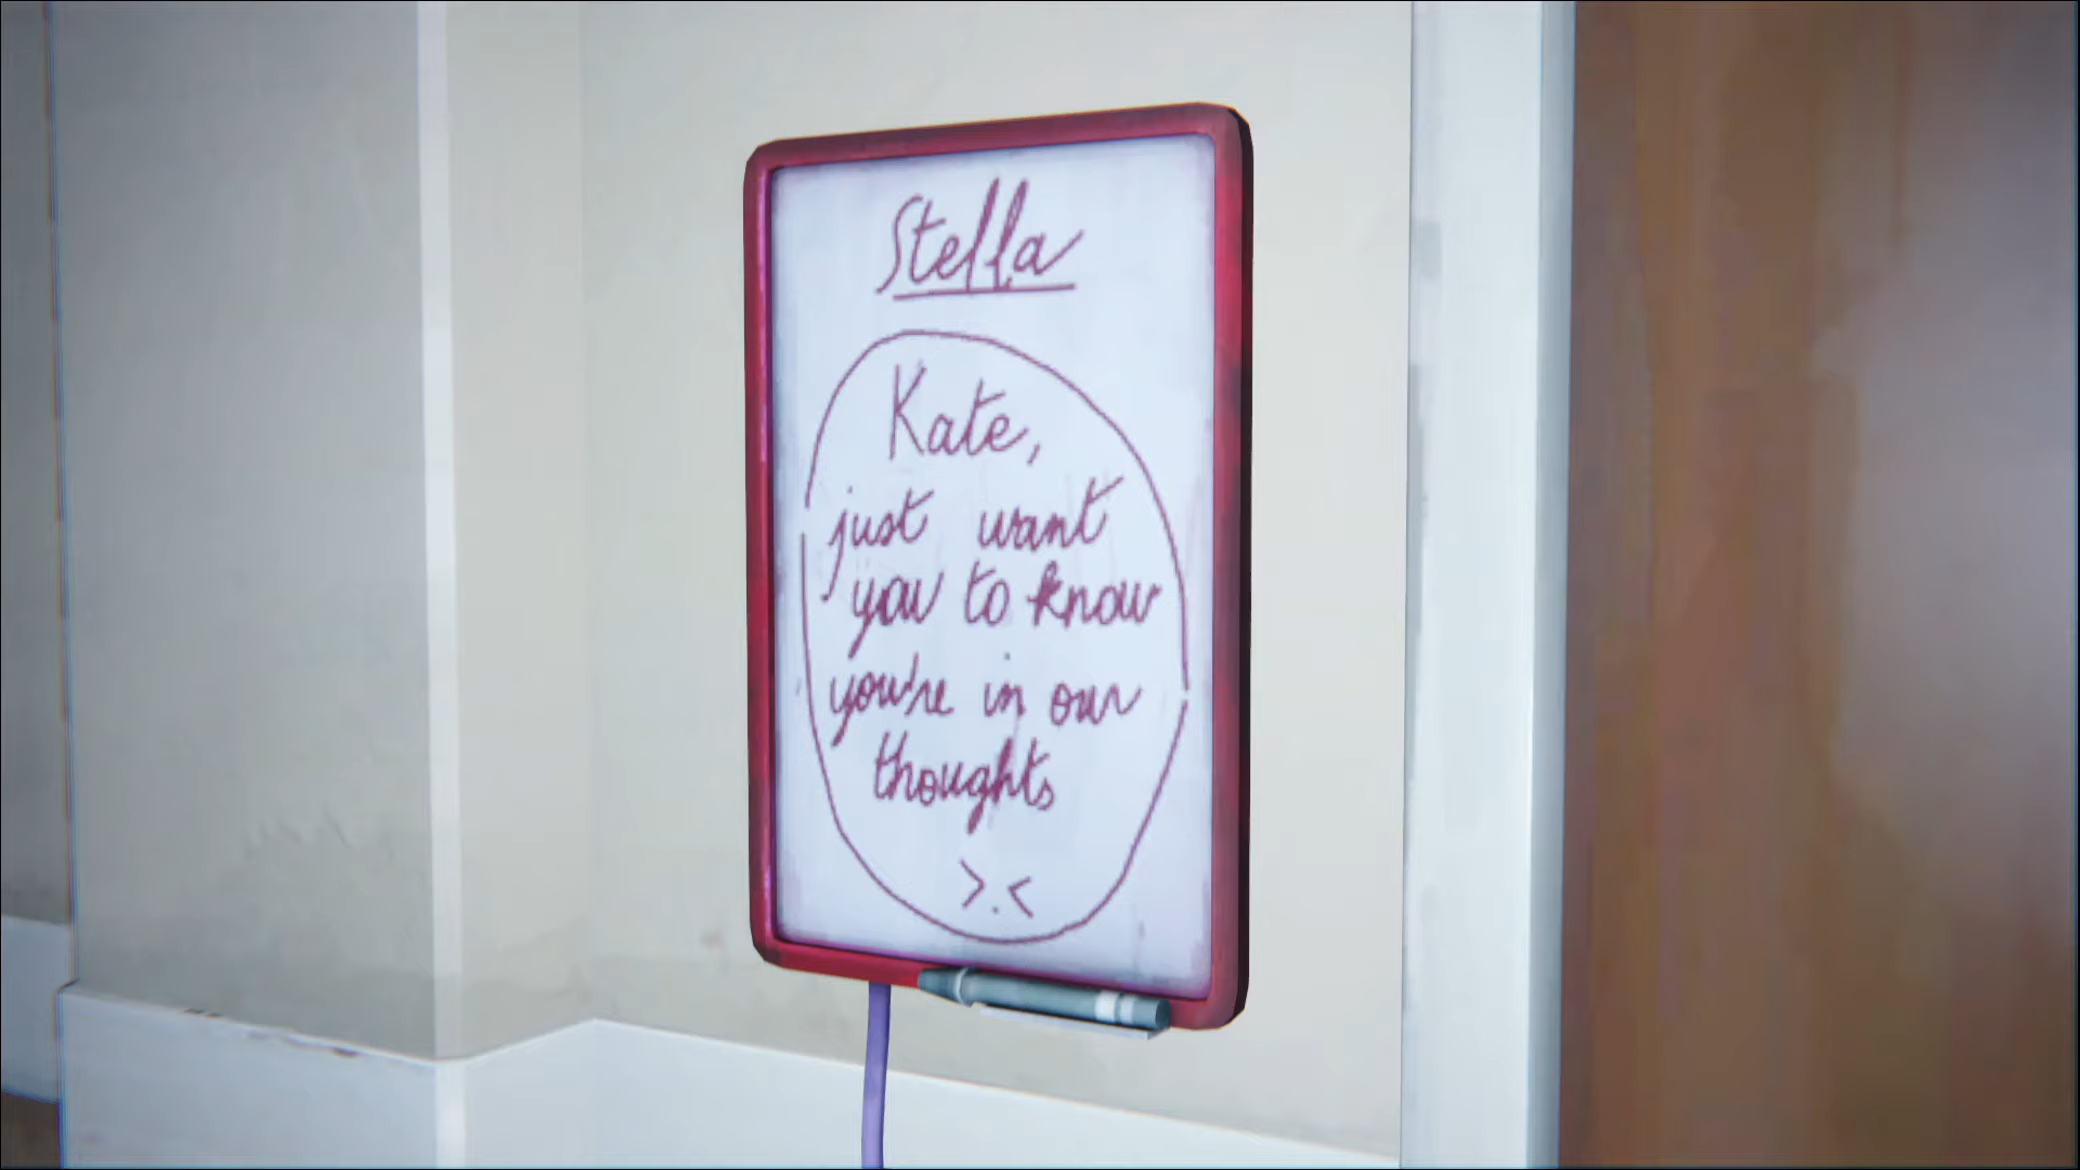 Stella
Kate,
just want
you to know
you're in our
thoughts
>.<